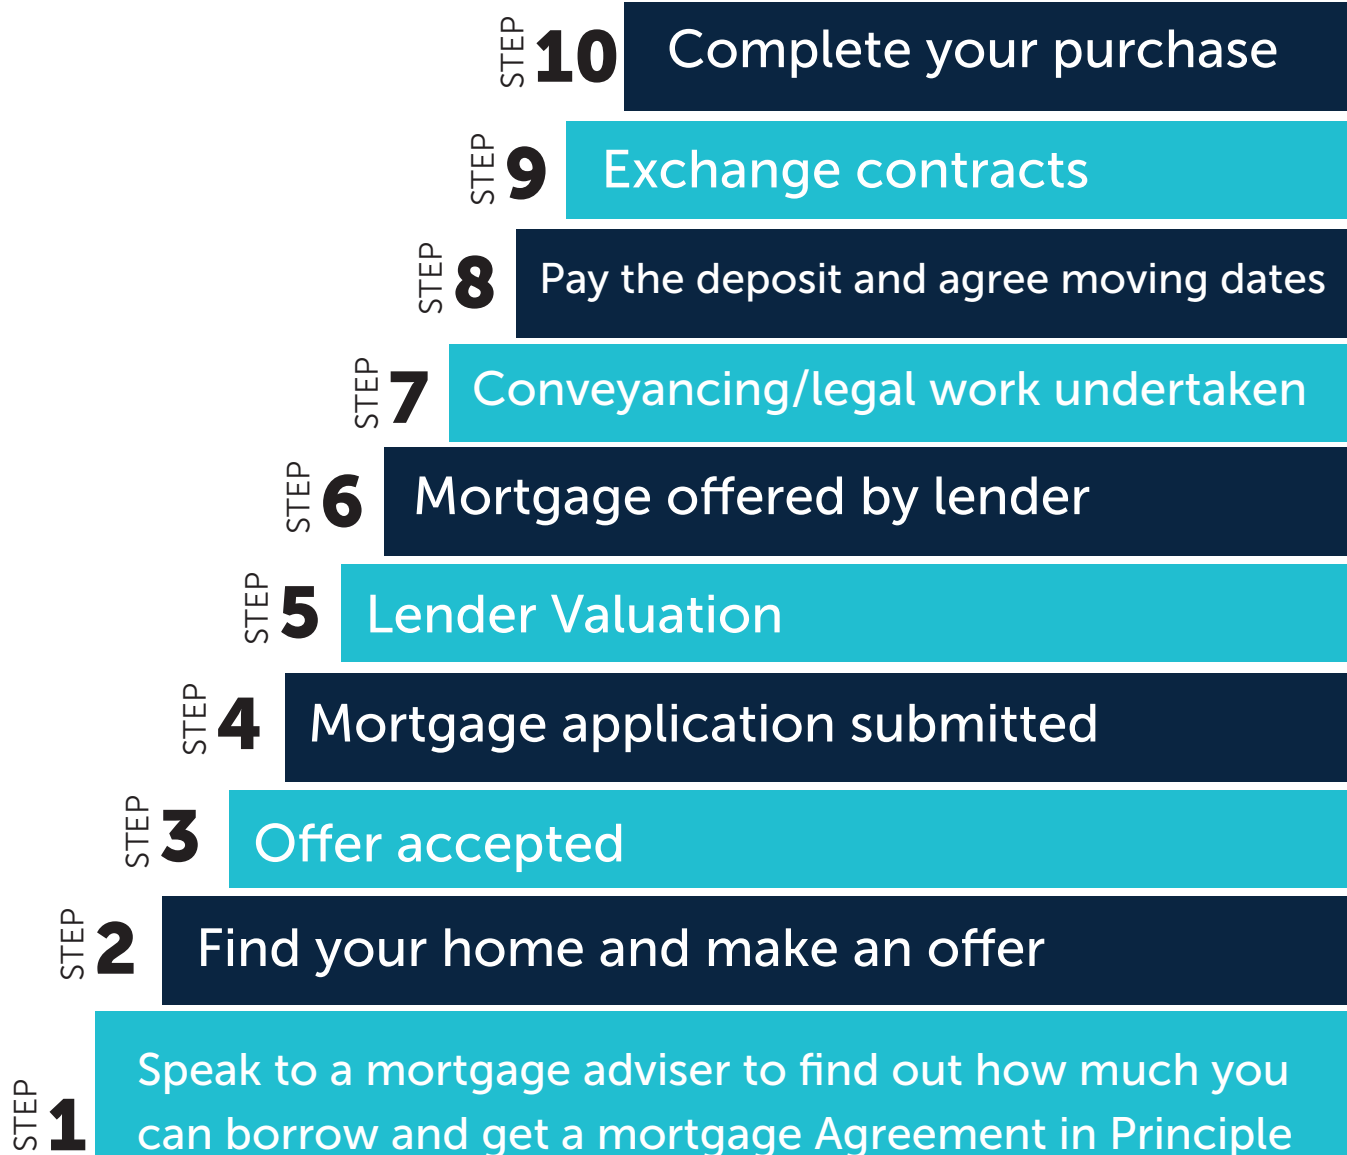 STEP 10 Complete your purchase
STEP 9 Exchange contracts
STEP 8 Pay the deposit and agree moving dates
STEP 7 Conveyancing/legal work undertaken
STEP 6 Mortgage offered by lender
STEP 5 Lender Valuation
STEP 4 Mortgage application submitted
STEP 3 Offer accepted
STEP 2 Find your home and make an offer
STEP 1 Speak to a mortgage adviser to find out how much you
can borrow and get a mortgage Agreement in Principle